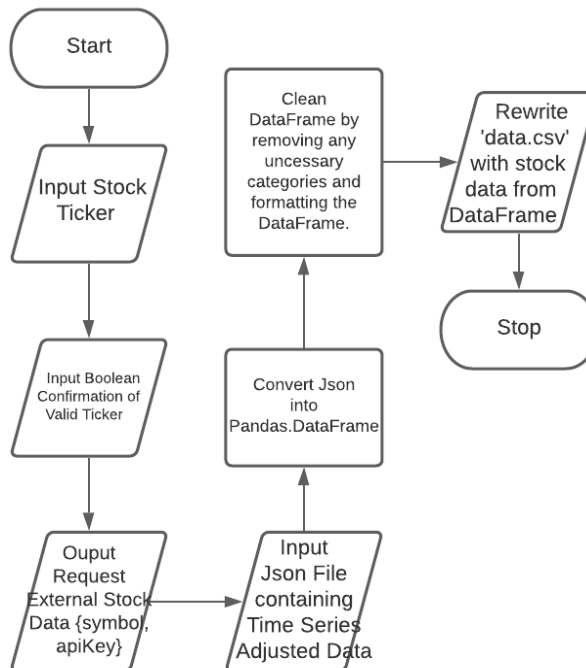 Start
Input Stock
Ticker
Input Boolean
Confirmation of
Valid Ticker
Ouput
Request
External Stock
Data {symbol,
apiKey}
Input
Json File
containing
Time Series
Adjusted Data
Convert Json
into
Pandas.DataFrame
Clean
DataFrame by
removing any
uncessary
categories and
formatting the
DataFrame.
Rewrite
'data.csv'
with stock
data from
DataFrame
Stop